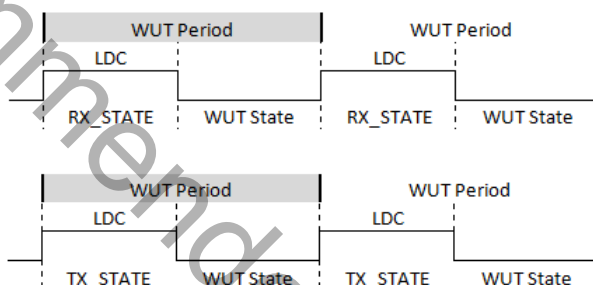 WUT Period WUT Period
LDC LDC
RX_STATE WUT State RX_STATE WUT State
WUT Period WUT Period
LDC LDC
TX_STATE WUT State TX_STATE WUT State